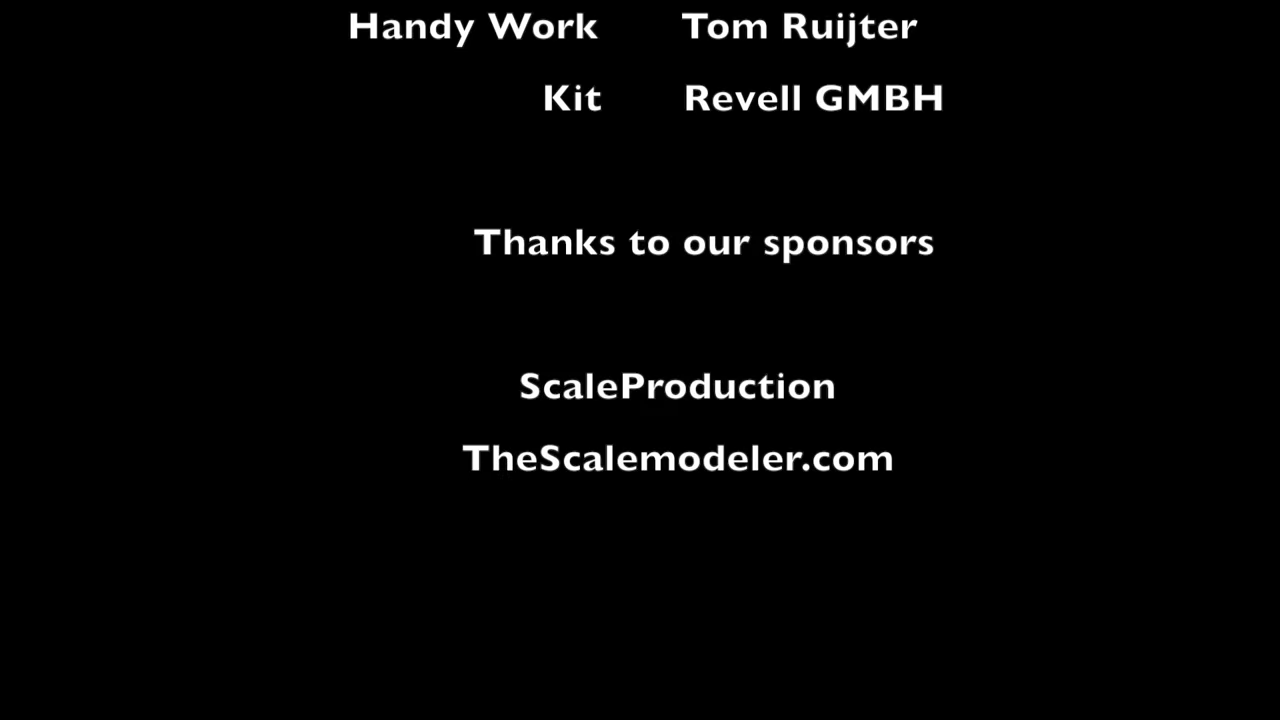 Handy Work Tom Ruijter
Kit Revell GMBH
Thanks to our sponsors
ScaleProduction
TheScalemodeler.com